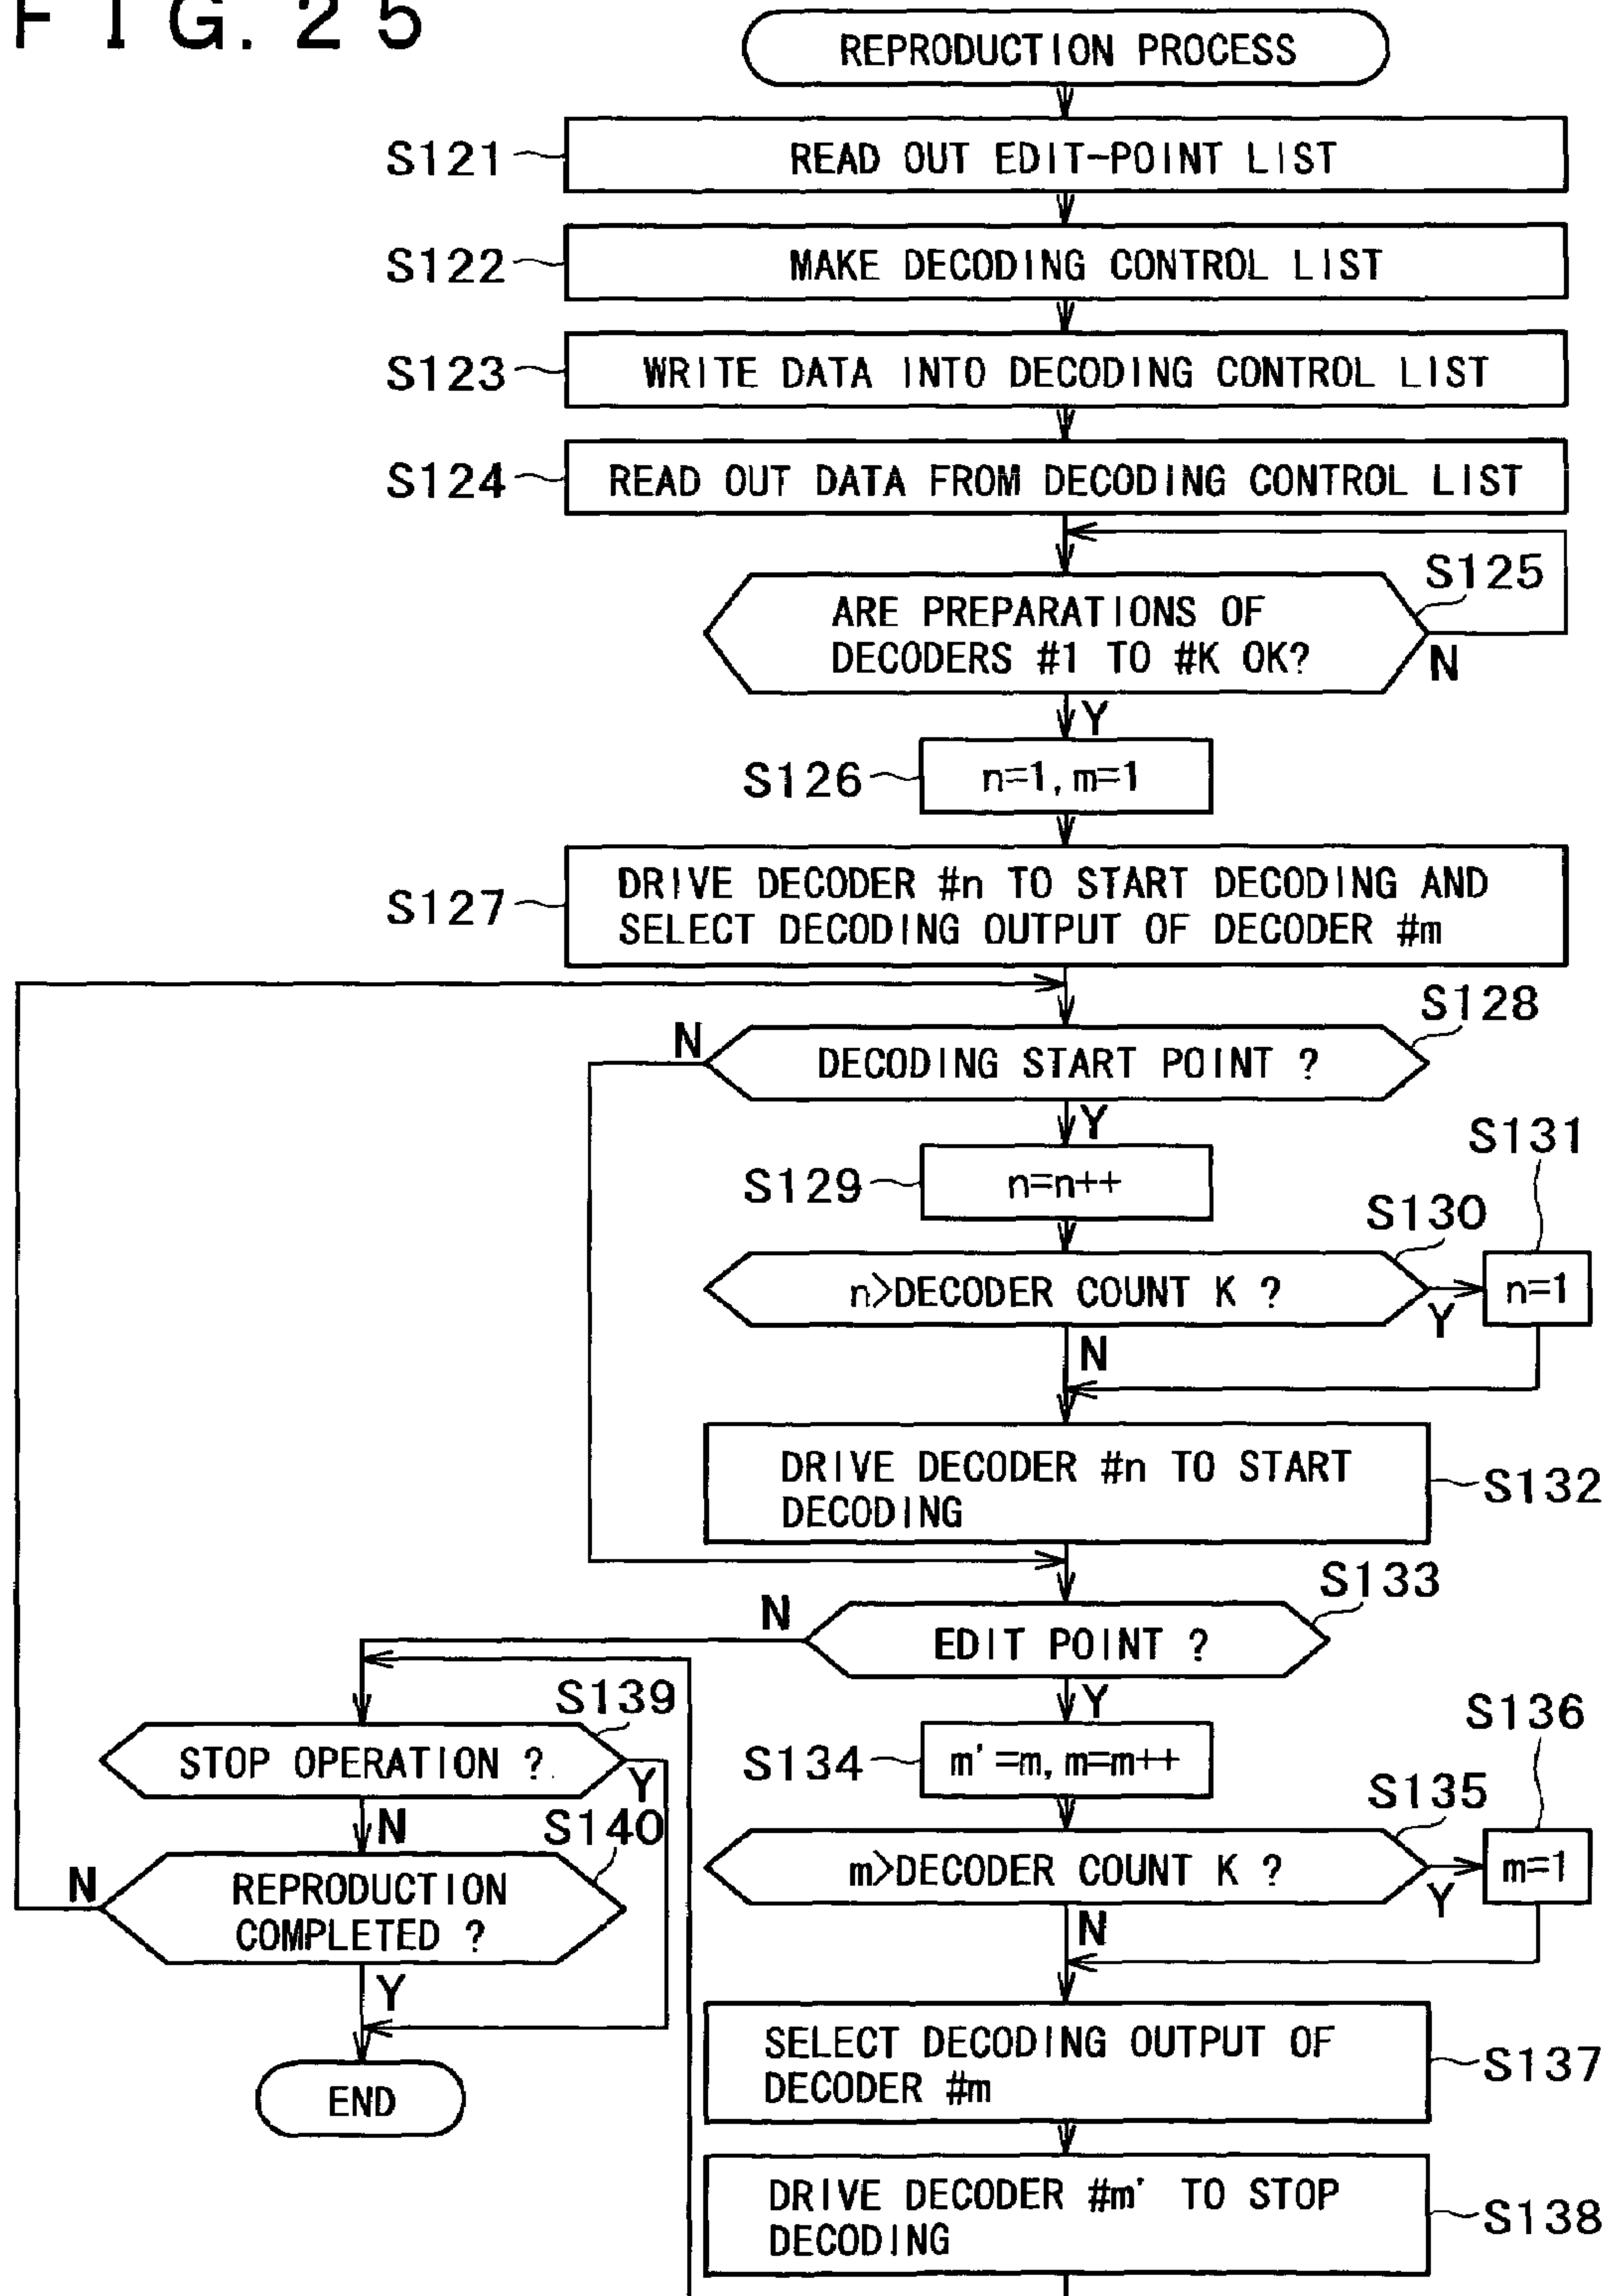 FIG. 25
REPRODUCTION PROCESS
S121
READ OUT EDIT-POINT LIST
S122
MAKE DECODING CONTROL LIST
S123
WRITE DATA INTO DECODING CONTROL LIST
S124
READ OUT DATA FROM DECODING CONTROL LIST
S125
ARE PREPARATIONS OF
DECODERS #1 TO #K OK?
N
Y
S126
n=1, m=1
S127
DRIVE DECODER #n TO START DECODING AND
SELECT DECODING OUTPUT OF DECODER #m
S128
N
DECODING START POINT ?
Y
S129
n=n++
S131
S130
n>DECODER COUNT K ?
Y
n=1
N
DRIVE DECODER #n TO START
DECODING
S132
S133
N
EDIT POINT ?
Y
S139
STOP OPERATION ?
Y
N
S134
m'=m, m=m++
S136
S135
m>DECODER COUNT K ?
Y
m=1
N
S140
N
REPRODUCTION
COMPLETED ?
Y
END
SELECT DECODING OUTPUT OF
DECODER #m
S137
DRIVE DECODER #m' TO STOP
DECODING
S138